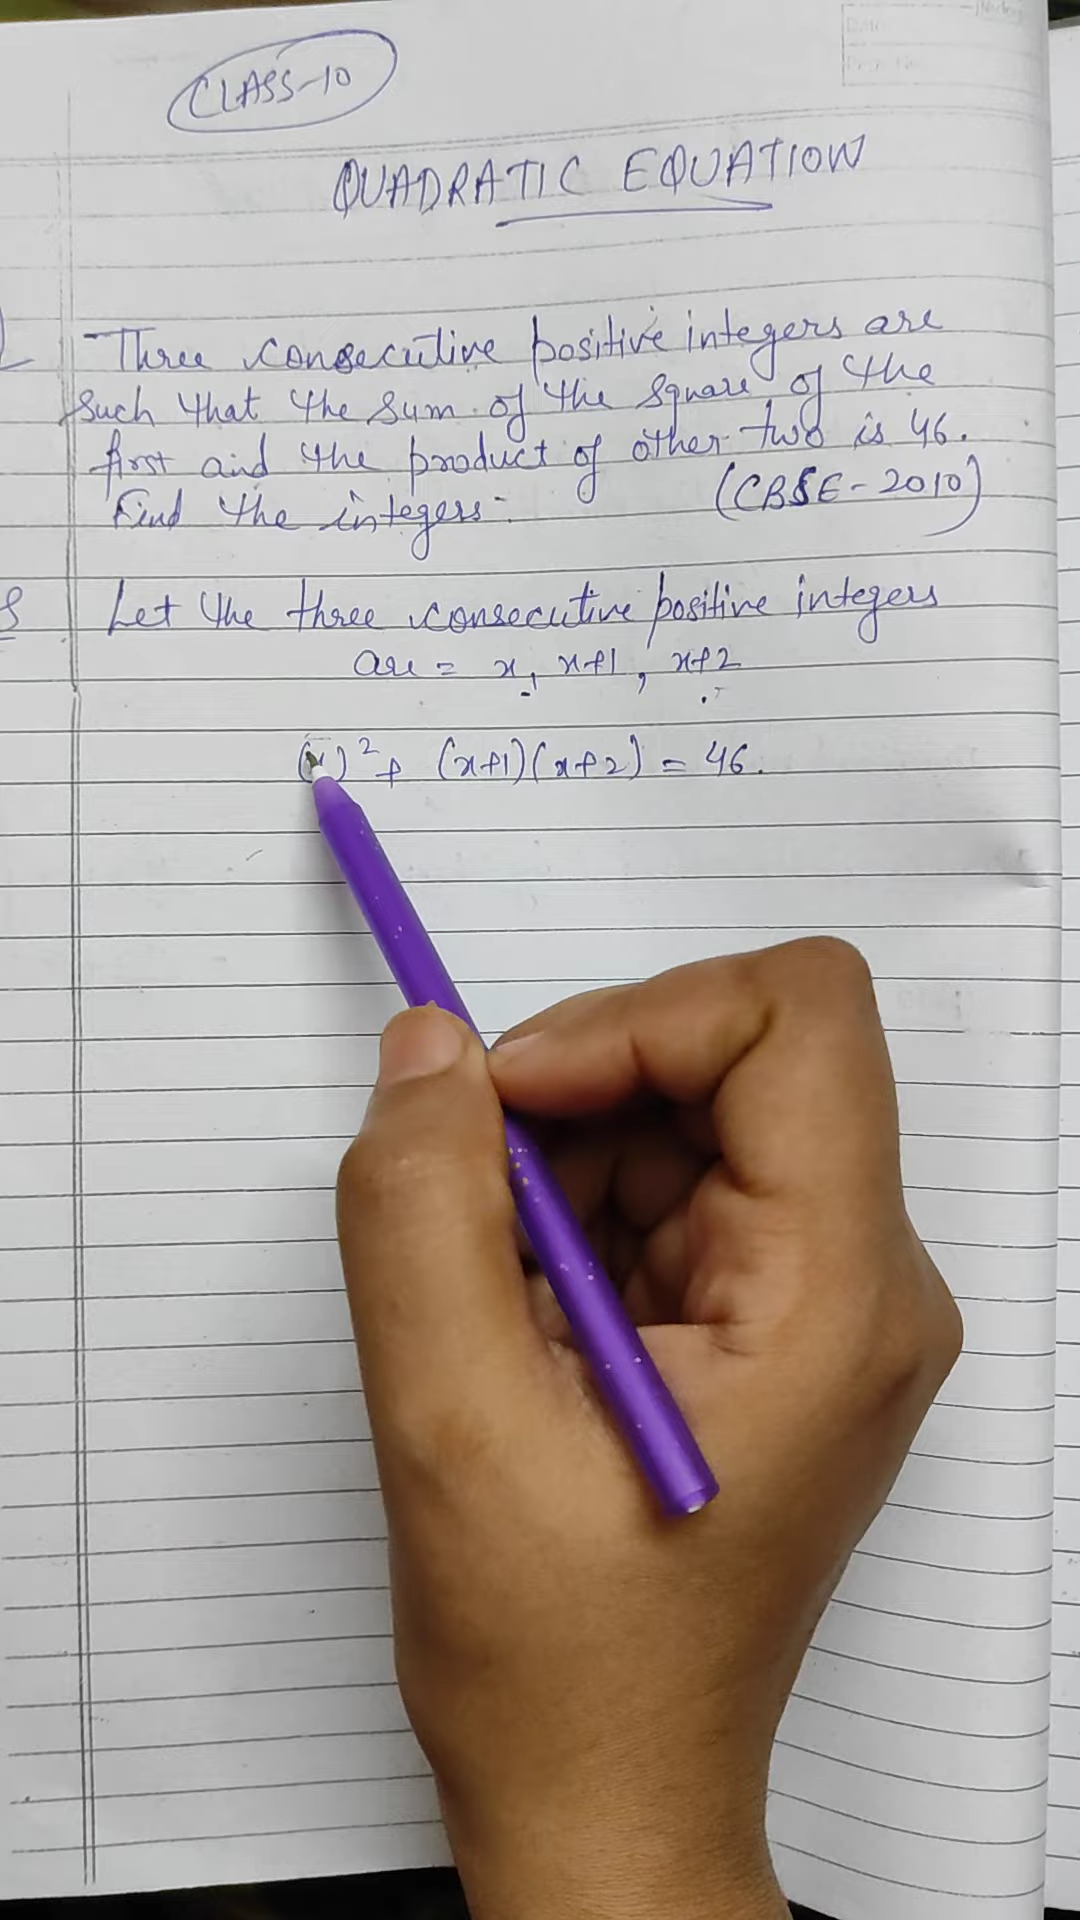 CLASS-10
QUADRATIC EQUATION
Three consecutive positive integers are
such that the sum of the square of the
first and the product of other two is 46.
Find the integers. (CBSE-2010)
Let the three consecutive positive integers
are = x, x+1, x+2
(x)² + (x+1)(x+2) = 46.